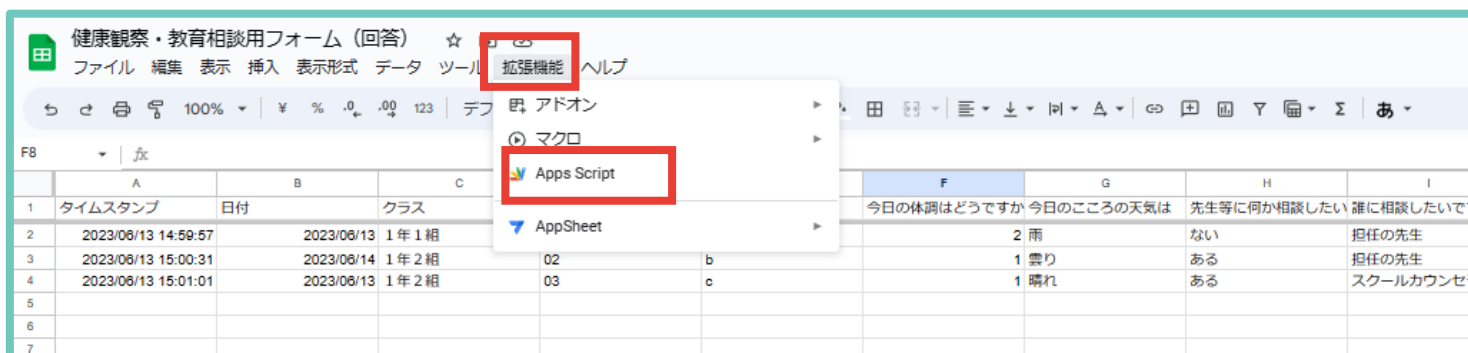 健康観察・教育相談用フォーム（回答）
ファイル 編集 表示 挿入 表示形式 データ ツール 拡張機能 ヘルプ
100% ¥ % .0 .00 123 デフ あ
アドオン
マクロ
Apps Script
AppSheet
F8 fx
A B C F G H I
1 タイムスタンプ 日付 クラス 今日の体調はどうですか 今日のこころの天気は 先生等に何か相談したい 誰に相談したいで
2 2023/06/13 14:59:57 2023/06/13 １年１組 2 雨 ない 担任の先生
3 2023/06/13 15:00:31 2023/06/14 １年２組 02 b 1 雲り ある 担任の先生
4 2023/06/13 15:01:01 2023/06/13 １年２組 03 c 1 晴れ ある スクールカウンセ
5
6
7